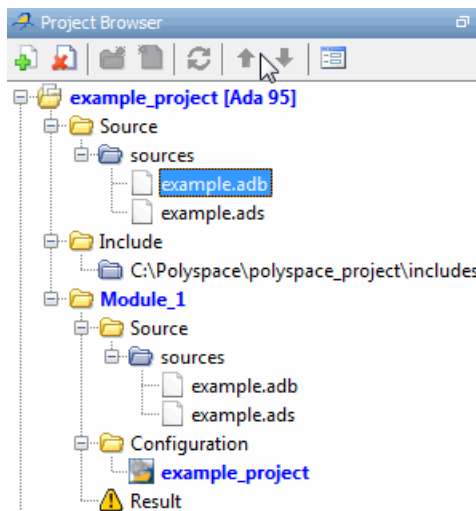 Project Browser
example_project [Ada 95]
Source
sources
example.adb
example.ads
Include
C:\Polyspace\polyspace_project\includes
Module_1
Source
sources
example.adb
example.ads
Configuration
example_project
Result